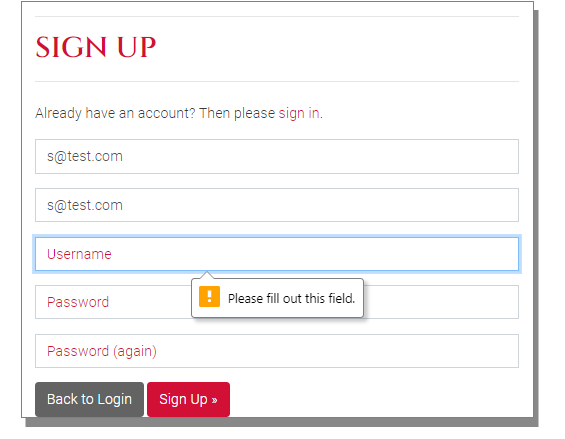 SIGN UP
Already have an account? Then please sign in.
s@test.com
s@test.com
Username
! Please fill out this field.
Password
Password (again)
Back to Login Sign Up »